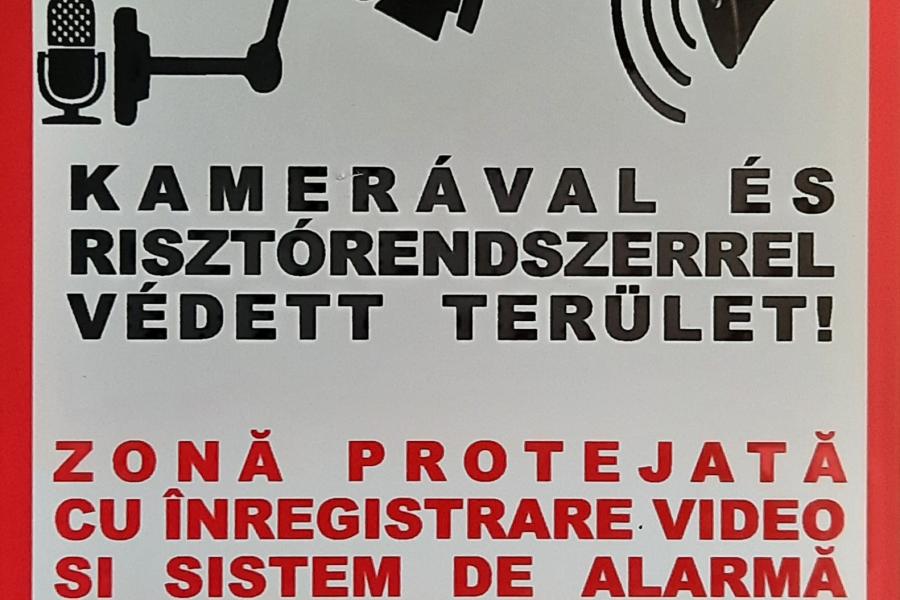 KAMERÁVAL ÉS
RISZTÓRENDSZERREL
VÉDETT TERÜLET!
ZONĂ PROTEJATĂ
CU ÎNREGISTRARE VIDEO
SI SISTEM DE ALARMĂ